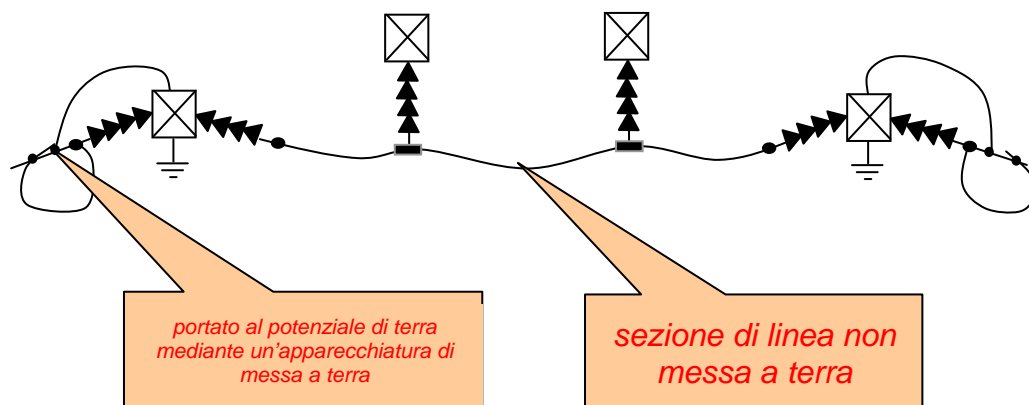 portato al potenziale di terra
mediante un'apparecchiatura di
messa a terra
sezione di linea non
messa a terra